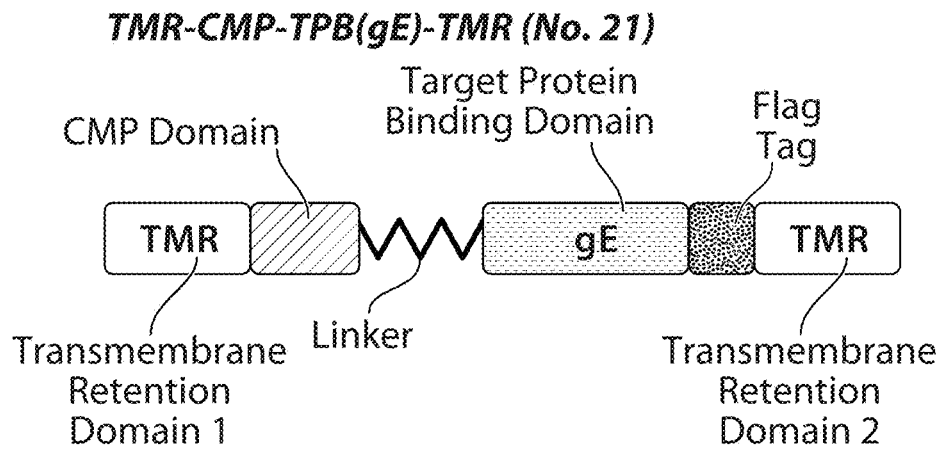 TMR-CMP-TPB(gE)-TMR (No. 21)
Target Protein
Binding Domain
CMP Domain
Flag
Tag
TMR
gE
TMR
Linker
Transmembrane
Retention
Domain 1
Transmembrane
Retention
Domain 2